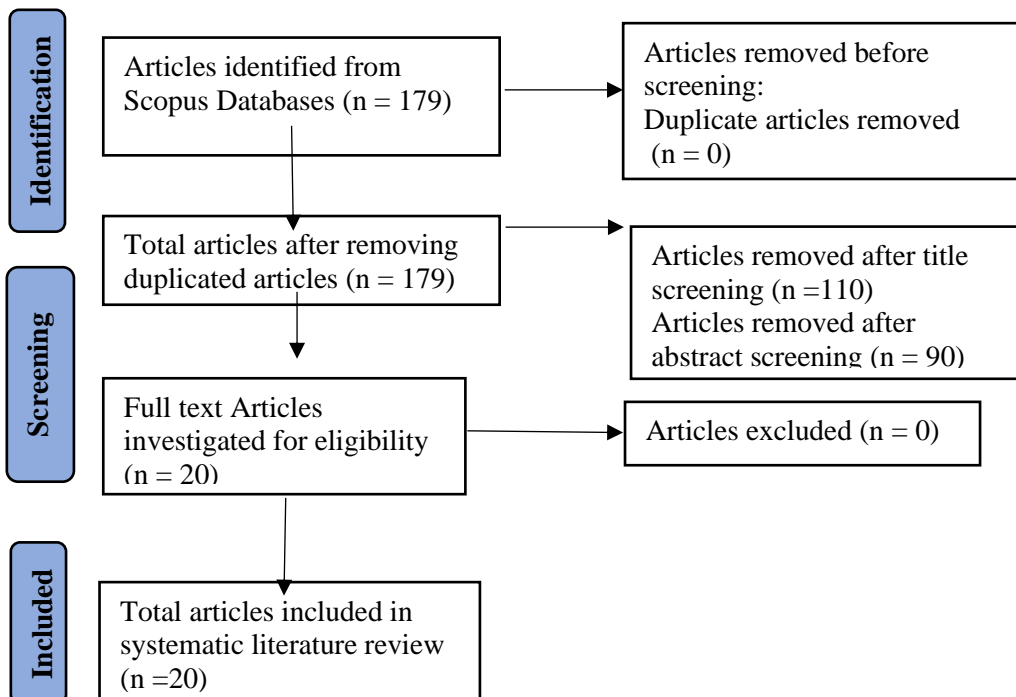 Identification
Articles identified from
Scopus Databases (n = 179)
Articles removed before
screening:
Duplicate articles removed
(n = 0)
Total articles after removing
duplicated articles (n = 179)
Articles removed after title
screening (n =110)
Articles removed after
abstract screening (n = 90)
Screening
Full text Articles
investigated for eligibility
(n = 20)
Articles excluded (n = 0)
Included
Total articles included in
systematic literature review
(n =20)